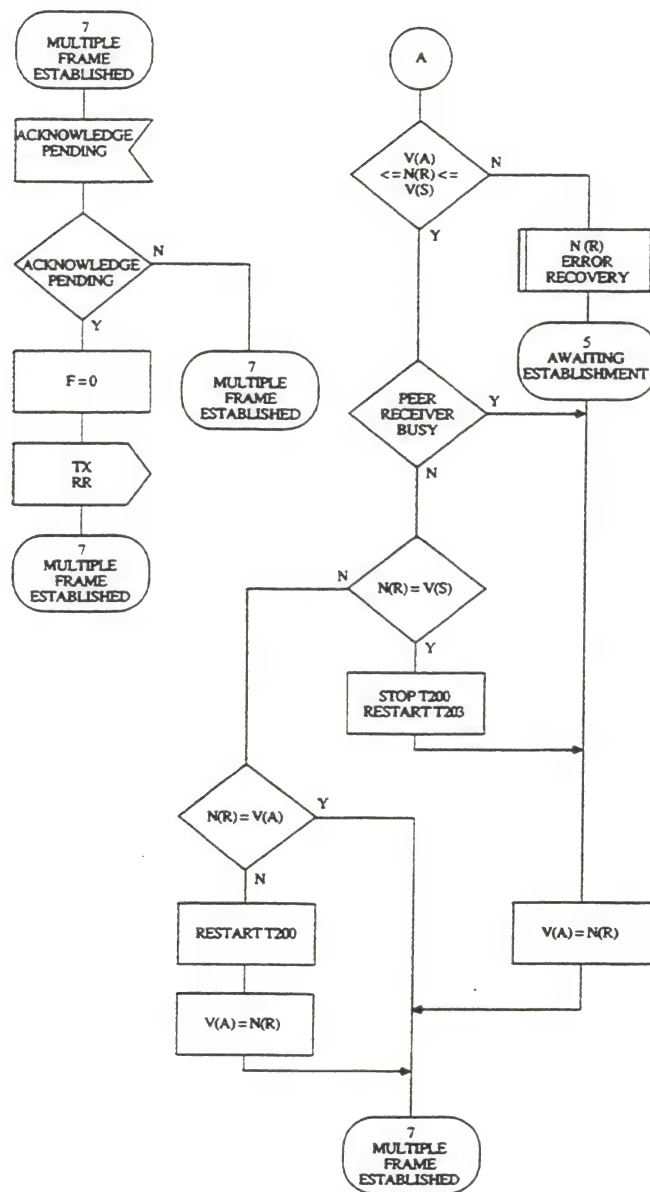 7
MULTIPLE
FRAME
ESTABLISHED
ACKNOWLEDGE
PENDING
ACKNOWLEDGE
PENDING
N
Y
F = 0
7
MULTIPLE
FRAME
ESTABLISHED
TX
RR
7
MULTIPLE
FRAME
ESTABLISHED
A
V(A)
<= N(R) <=
V(S)
N
Y
N (R)
ERROR
RECOVERY
5
AWAITING
ESTABLISHMENT
PEER
RECEIVER
BUSY
Y
N
N(R) = V(S)
N
Y
STOP T200
RESTART T203
N(R) = V(A)
Y
N
RESTART T200
V(A) = N(R)
V(A) = N(R)
7
MULTIPLE
FRAME
ESTABLISHED